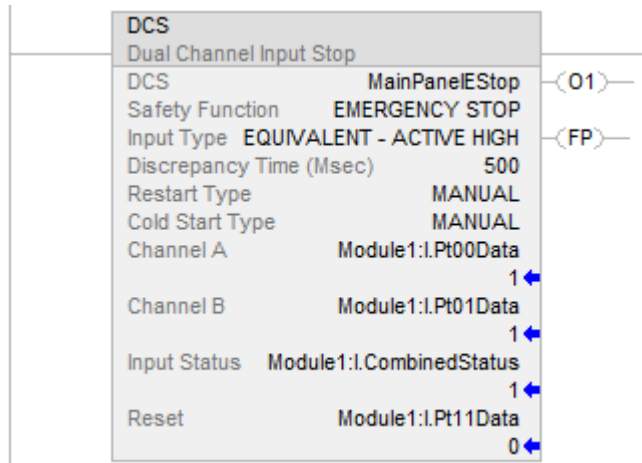 DCS
Dual Channel Input Stop
DCS MainPanelEStop (O1)
Safety Function EMERGENCY STOP
Input Type EQUIVALENT - ACTIVE HIGH (FP)
Discrepancy Time (Msec) 500
Restart Type MANUAL
Cold Start Type MANUAL
Channel A Module1:I.Pt00Data
1
Channel B Module1:I.Pt01Data
1
Input Status Module1:I.CombinedStatus
1
Reset Module1:I.Pt11Data
0